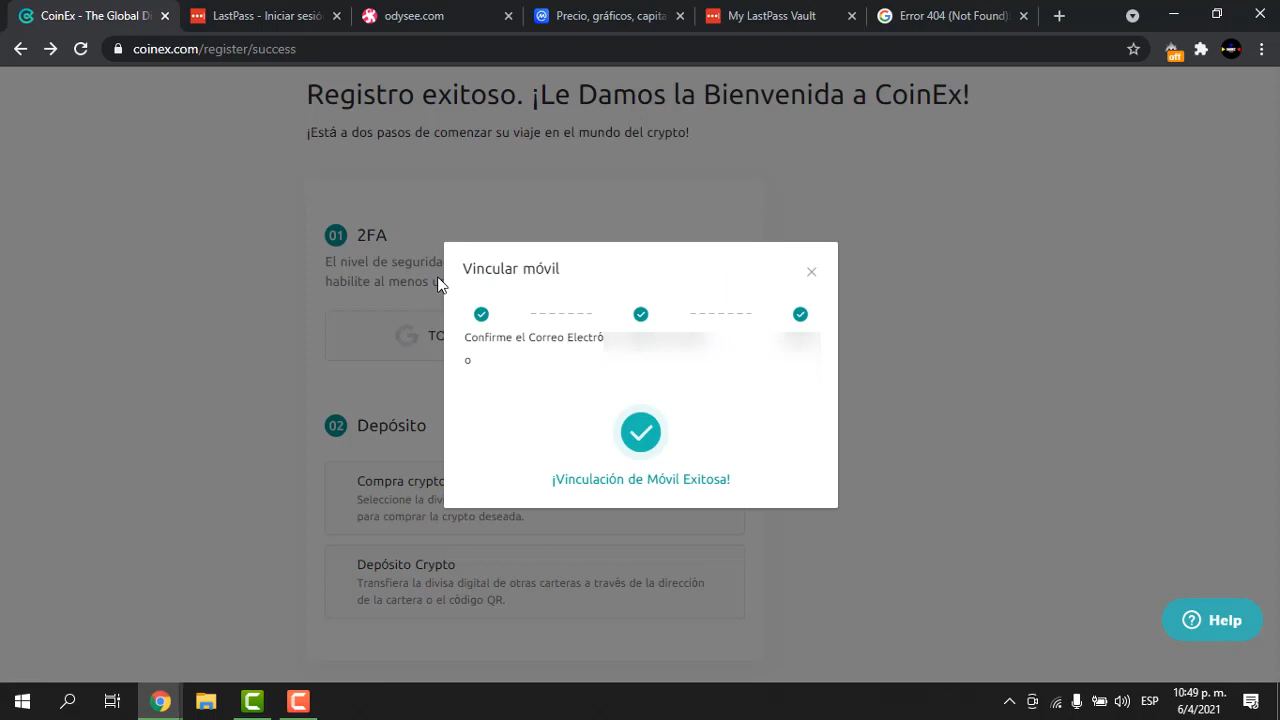 CoinEx - The Global Di
LastPass - Iniciar sesió
odysee.com
Precio, gráficos, capita
My LastPass Vault
Error 404 (Not Found)
coinex.com/register/success
off
Registro exitoso. ¡Le Damos la Bienvenida a CoinEx!
¡Está a dos pasos de comenzar su viaje en el mundo del crypto!
01 2FA
El nivel de segurida
habilite al menos
TO
Vincular móvil
Confirme el Correo Electró
o
¡Vinculación de Móvil Exitosa!
02 Depósito
Compra crypto
Seleccione la divi
para comprar la crypto deseada.
Depósito Crypto
Transfiera la divisa digital de otras carteras a través de la dirección
de la cartera o el código QR.
Help
ESP
10:49 p. m.
6/4/2021